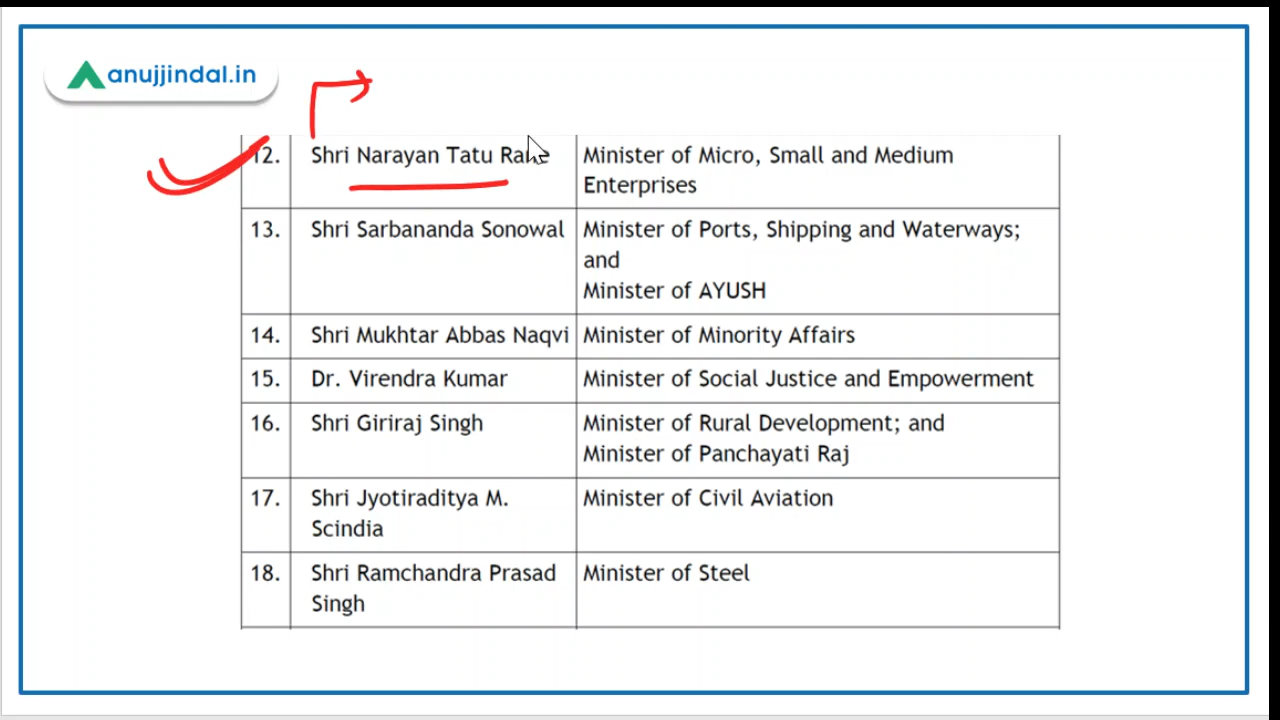 anujjindal.in
12. Shri Narayan Tatu Rane Minister of Micro, Small and Medium
Enterprises
13. Shri Sarbananda Sonowal Minister of Ports, Shipping and Waterways;
and
Minister of AYUSH
14. Shri Mukhtar Abbas Naqvi Minister of Minority Affairs
15. Dr. Virendra Kumar Minister of Social Justice and Empowerment
16. Shri Giriraj Singh Minister of Rural Development; and
Minister of Panchayati Raj
17. Shri Jyotiraditya M. Minister of Civil Aviation
Scindia
18. Shri Ramchandra Prasad Minister of Steel
Singh